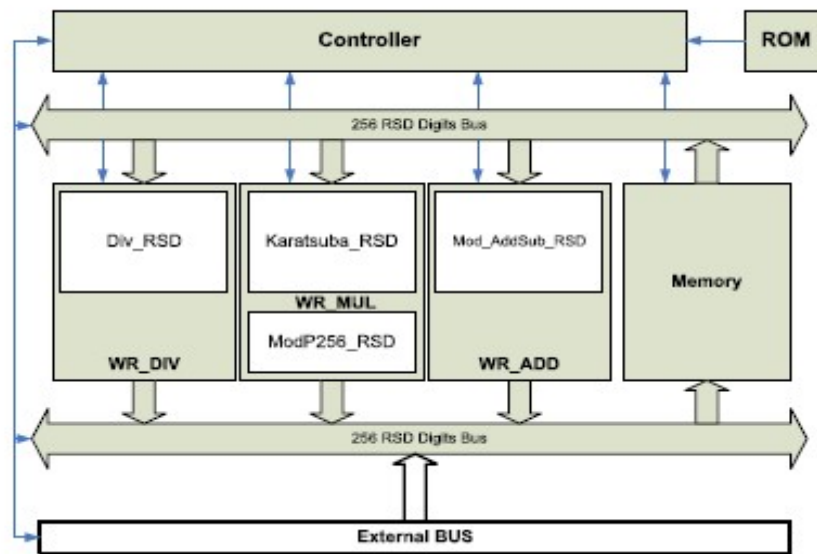 Controller
ROM
256 RSD Digits Bus
Div_RSD
Karatsuba_RSD
Mod_AddSub_RSD
Memory
WR_MUL
ModP256_RSD
WR_DIV
WR_ADD
256 RSD Digits Bus
External BUS